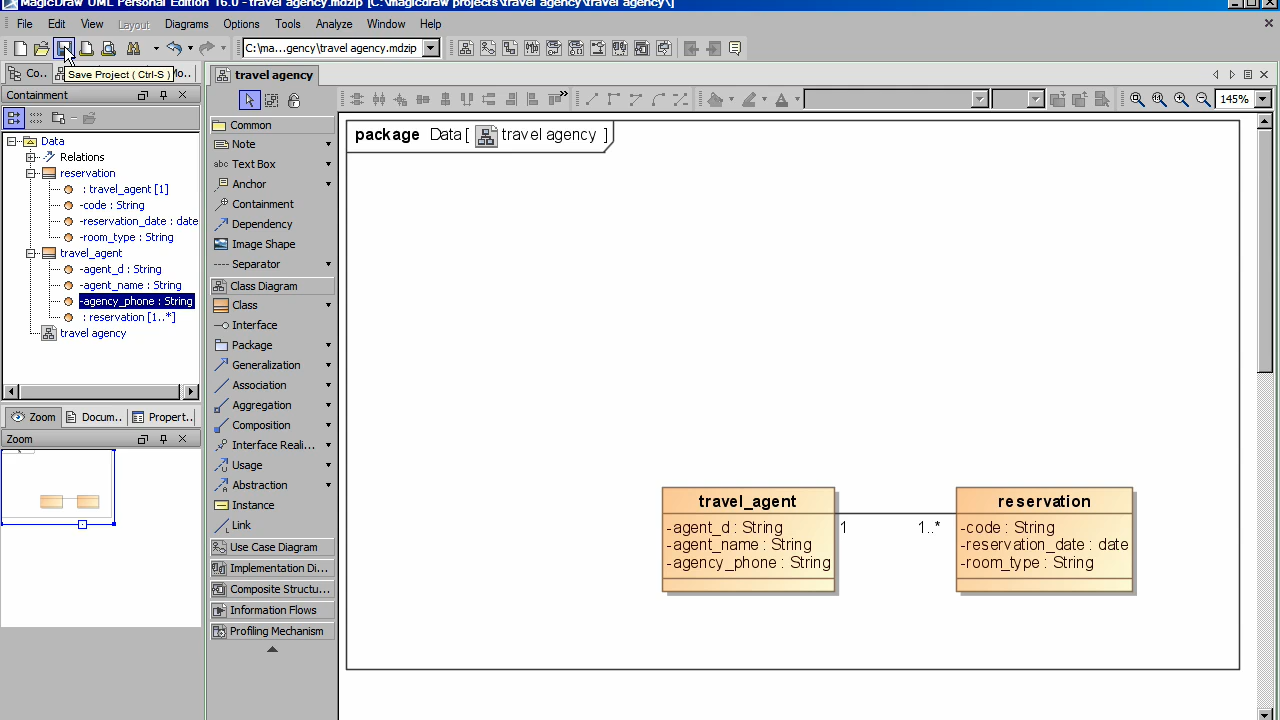 MagicDraw UML Personal Edition 16.0 - travel agency.mdzip [C:\magicdraw projects\travel agency\travel agency\]
File Edit View Layout Diagrams Options Tools Analyze Window Help
C:\ma...gency\travel agency.mdzip
Co.. Mo..
Save Project ( Ctrl-S )
travel agency
Containment
145%
Data
Relations
reservation
: travel_agent [1]
-code : String
-reservation_date : date
-room_type : String
travel_agent
-agent_d : String
-agent_name : String
-agency_phone : String
: reservation [1..*]
travel agency
Zoom Docum.. Propert..
Zoom
Common
Note
abc Text Box
Anchor
Containment
Dependency
Image Shape
Separator
Class Diagram
Class
Interface
Package
Generalization
Association
Aggregation
Composition
Interface Reali...
Usage
Abstraction
Instance
Link
Use Case Diagram
Implementation Di...
Composite Structu...
Information Flows
Profiling Mechanism
package Data [ travel agency ]
travel_agent
-agent_d : String
-agent_name : String
-agency_phone : String
1 1..*
reservation
-code : String
-reservation_date : date
-room_type : String